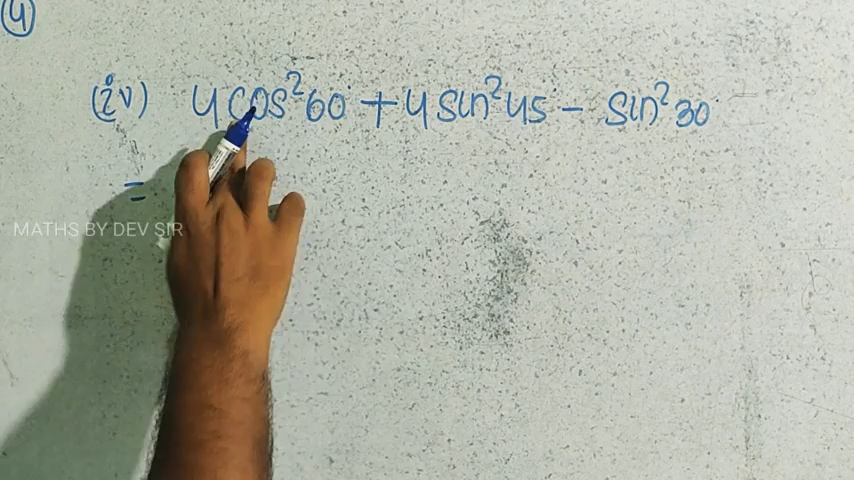 ④
(iv) 4cos²60 + 4sin²45 - sin²30
=
MATHS BY DEV SIR